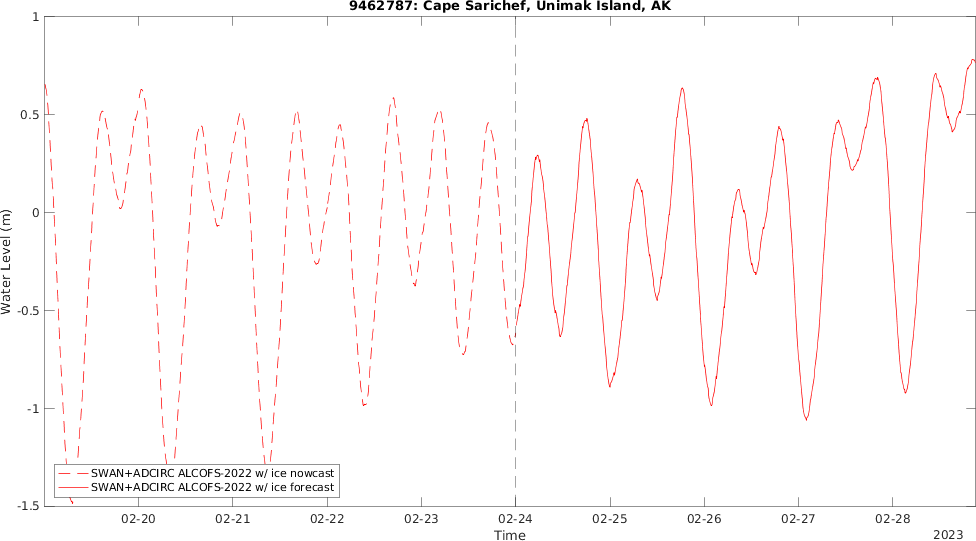 9462787: Cape Sarichef, Unimak Island, AK
1
0.5
0
-0.5
-1
-1.5
Water Level (m)
SWAN+ADCIRC ALCOFS-2022 w/ ice nowcast
SWAN+ADCIRC ALCOFS-2022 w/ ice forecast
02-20 02-21 02-22 02-23 02-24 02-25 02-26 02-27 02-28
Time
2023